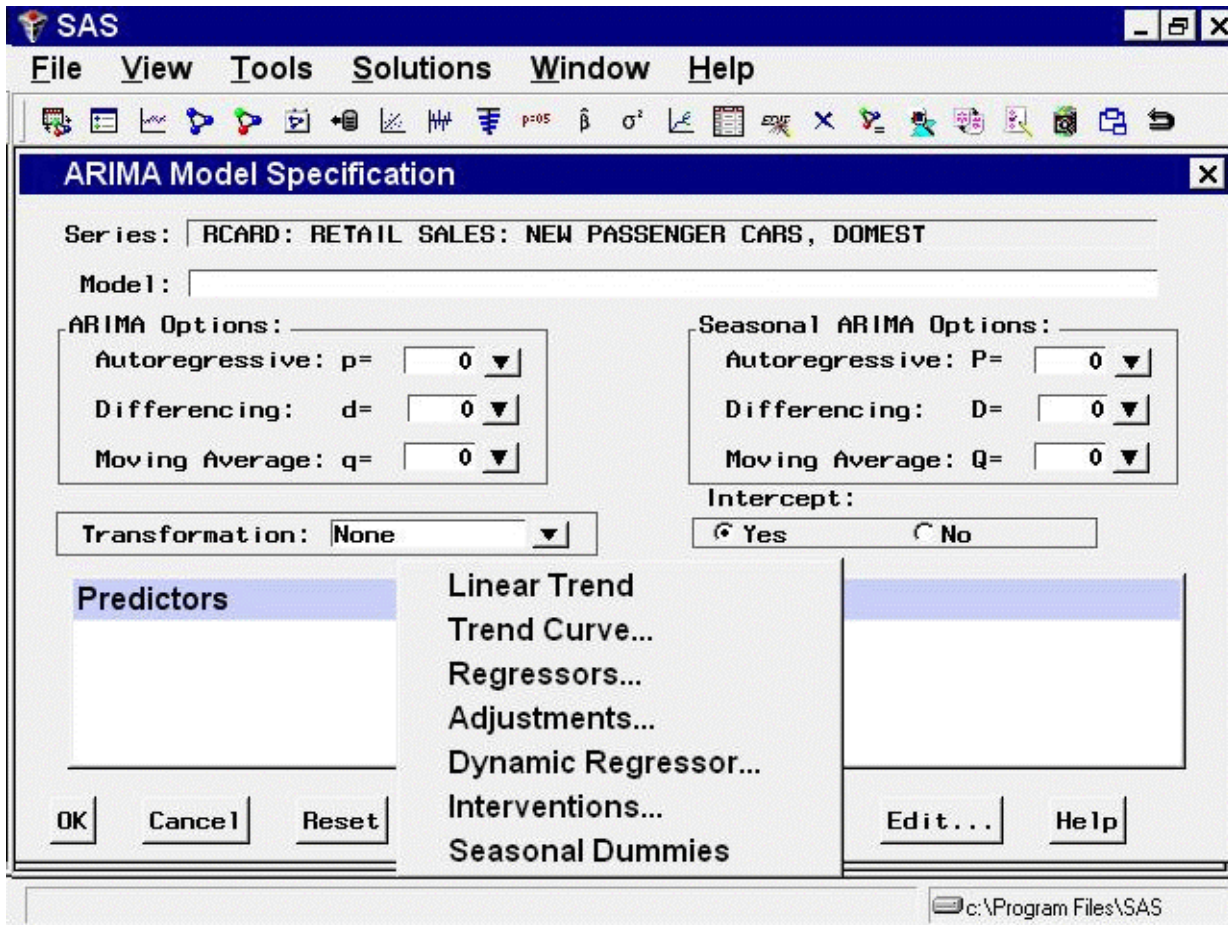 SAS
File View Tools Solutions Window Help
p=05 β̂ σ² EDIT
ARIMA Model Specification
Series: RCARD: RETAIL SALES: NEW PASSENGER CARS, DOMEST
Model:
ARIMA Options:
Autoregressive: p= 0
Differencing: d= 0
Moving Average: q= 0
Seasonal ARIMA Options:
Autoregressive: P= 0
Differencing: D= 0
Moving Average: Q= 0
Transformation: None
Intercept:
Yes No
Predictors
Linear Trend
Trend Curve...
Regressors...
Adjustments...
Dynamic Regressor...
Interventions...
Seasonal Dummies
OK Cancel Reset Edit... Help
c:\Program Files\SAS